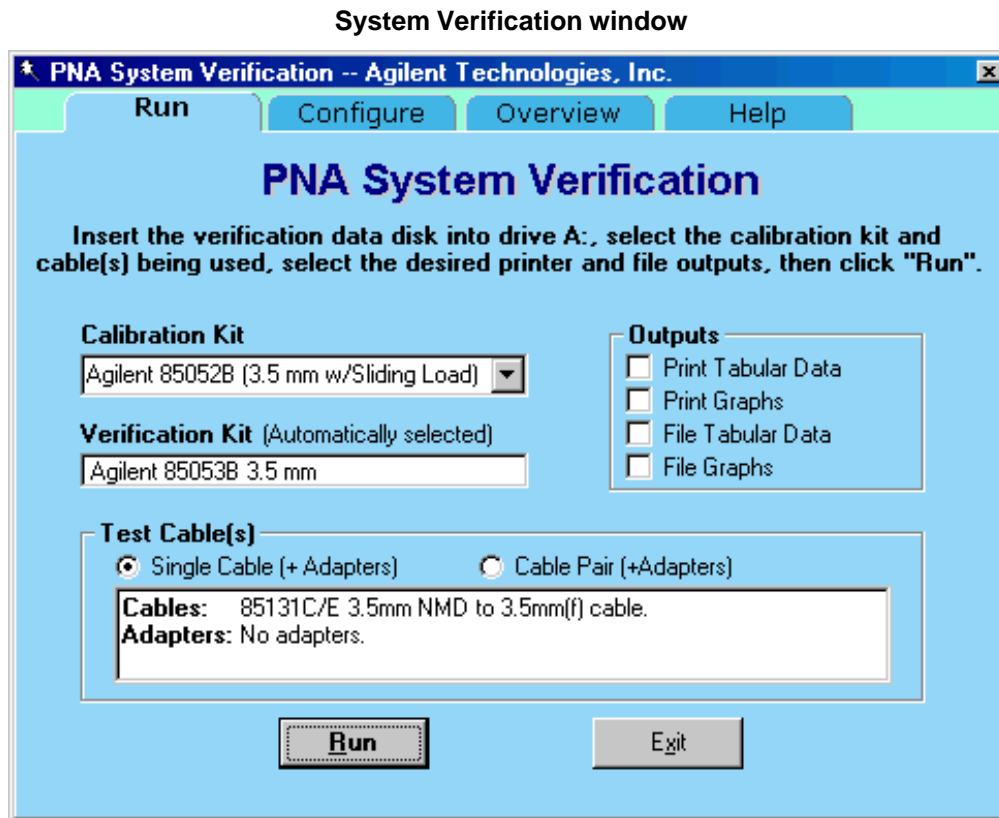 System Verification window
PNA System Verification -- Agilent Technologies, Inc.
Run Configure Overview Help
PNA System Verification
Insert the verification data disk into drive A:, select the calibration kit and
cable(s) being used, select the desired printer and file outputs, then click "Run".
Calibration Kit
Agilent 85052B (3.5 mm w/Sliding Load)
Verification Kit (Automatically selected)
Agilent 85053B 3.5 mm
Outputs
Print Tabular Data
Print Graphs
File Tabular Data
File Graphs
Test Cable(s)
Single Cable (+ Adapters) Cable Pair (+Adapters)
Cables: 85131C/E 3.5mm NMD to 3.5mm(f) cable.
Adapters: No adapters.
Run Exit